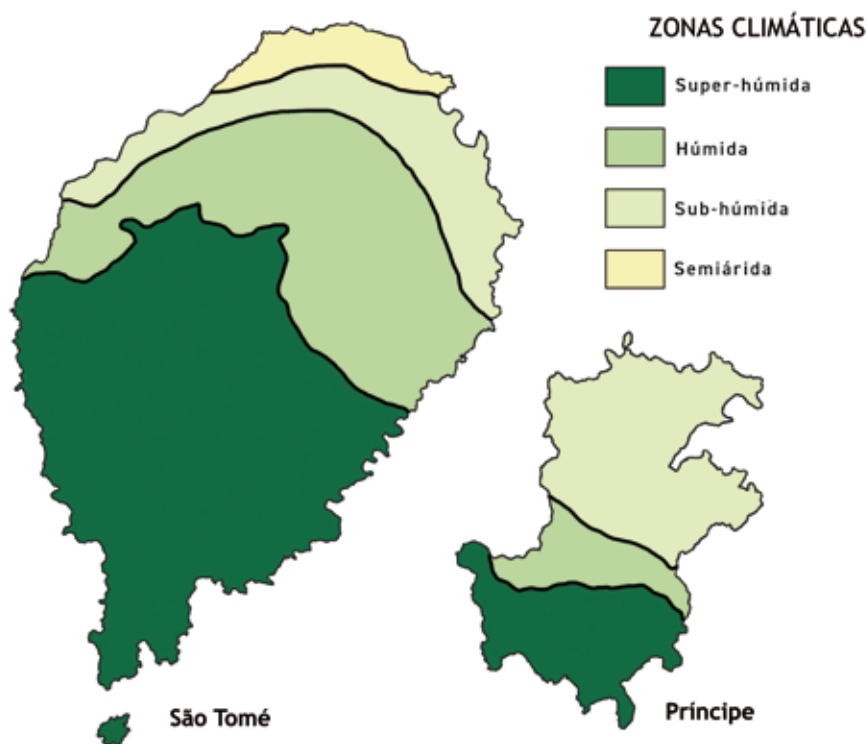 ZONAS CLIMÁTICAS
Super-húmida
Húmida
Sub-húmida
Semiárida
São Tomé
Príncipe